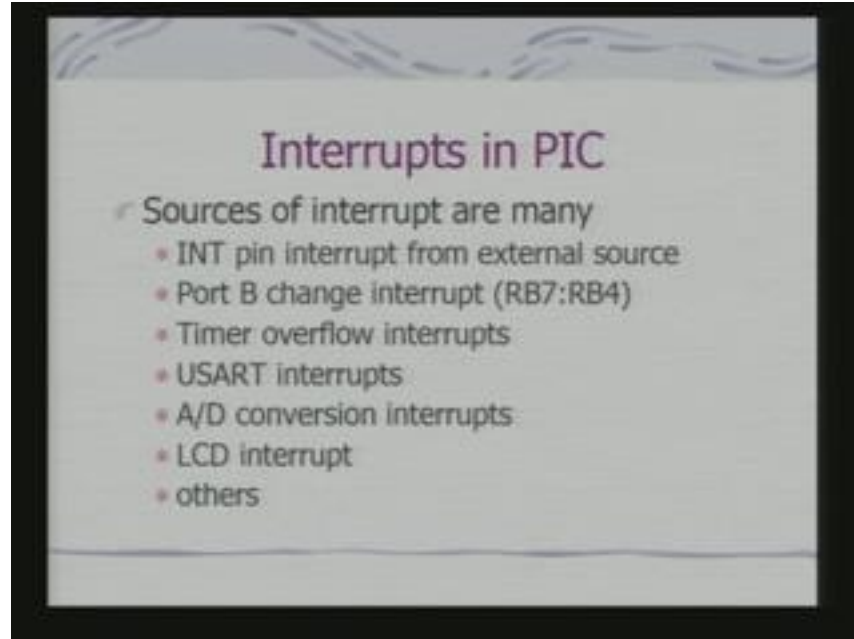 Interrupts in PIC
Sources of interrupt are many
INT pin interrupt from external source
Port B change interrupt (RB7:RB4)
Timer overflow interrupts
USART interrupts
A/D conversion interrupts
LCD interrupt
others